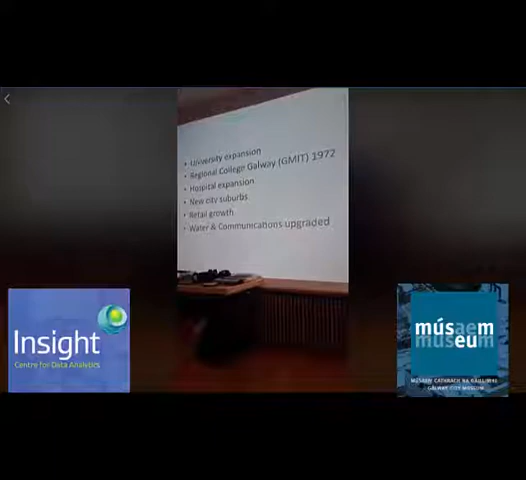 • University expansion
• Regional College Galway (GMIT) 1972
• Hospital expansion
• New city suburbs
• Retail growth
• Water & Communications upgraded
Insight
Centre for Data Analytics
músaem
museum
MÚSAEM CATHRACH NA GAILLIMHE
GALWAY CITY MUSEUM